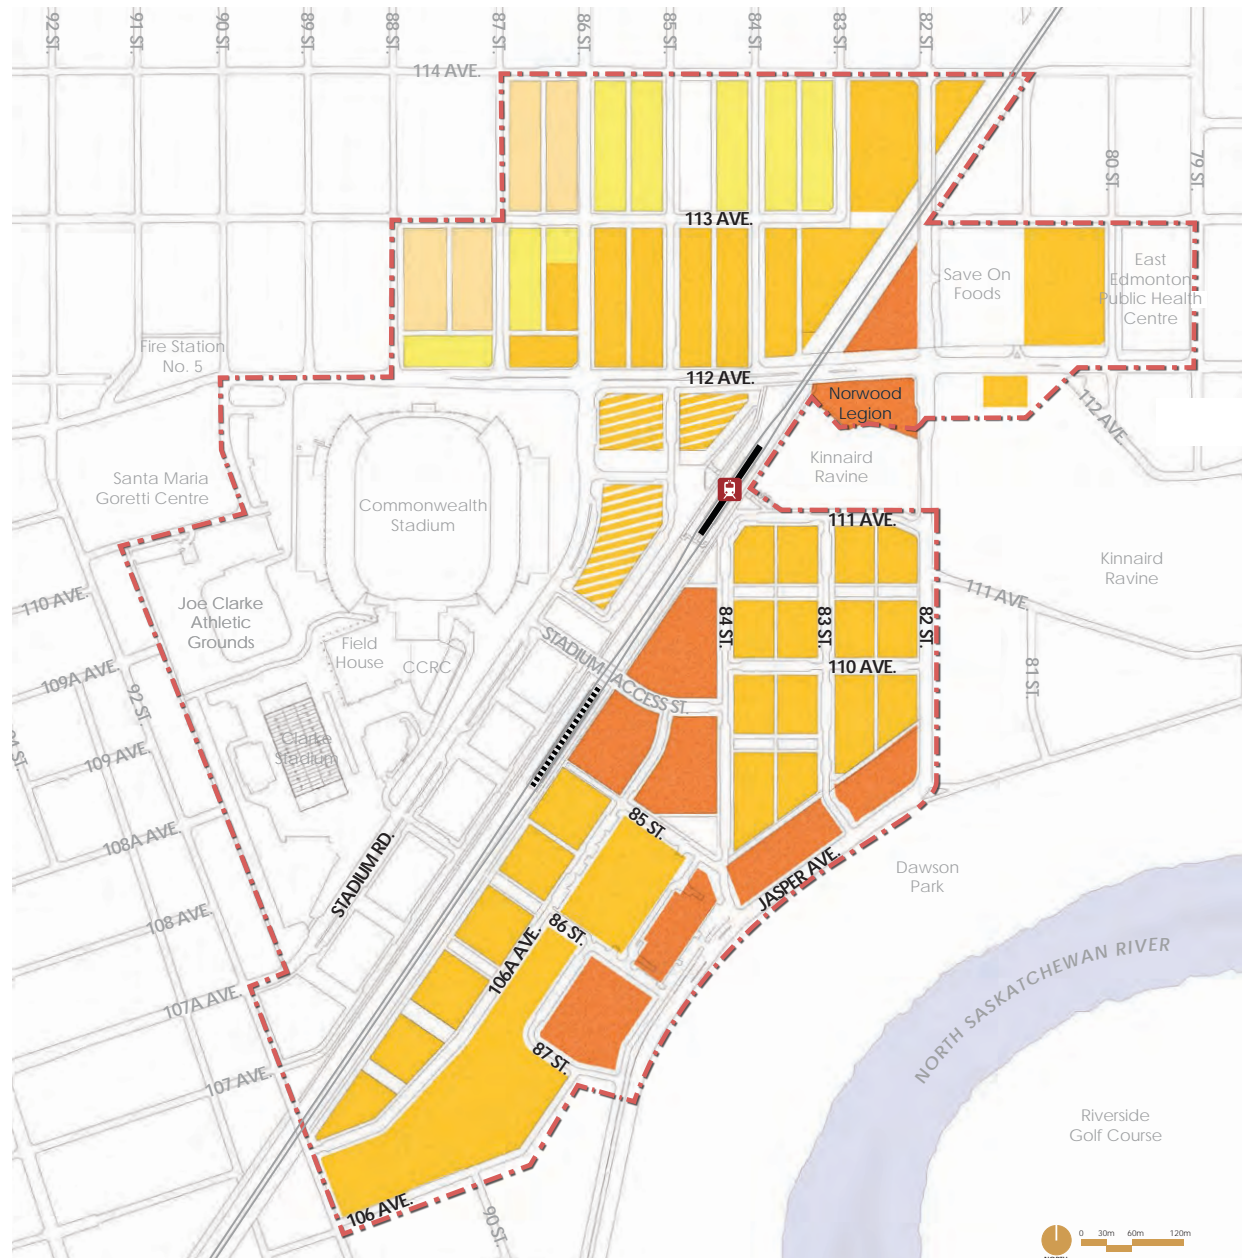 92 ST.
91 ST.
90 ST.
89 ST.
88 ST.
87 ST.
86 ST.
85 ST.
84 ST.
83 ST.
82 ST.
114 AVE.
80 ST.
79 ST.
113 AVE.
Save On
Foods
East
Edmonton
Public Health
Centre
Fire Station
No. 5
112 AVE.
Norwood
Legion
112 AVE
Kinnaird
Ravine
Santa Maria
Goretti Centre
Commonwealth
Stadium
111 AVE.
Kinnaird
Ravine
111 AVE.
110 AVE.
Joe Clarke
Athletic
Grounds
84 ST.
83 ST.
82 ST.
Field
House
CCRC
STADIUM ACCESS ST.
110 AVE.
81 ST.
109A AVE.
92 ST.
Clarke
Stadium
109 AVE.
85 ST.
108A AVE.
STADIUM RD.
JASPER AVE.
Dawson
Park
108 AVE.
86 ST.
106A AVE.
NORTH SASKATCHEWAN RIVER
107A AVE.
87 ST.
107 AVE.
Riverside
Golf Course
106 AVE.
90 ST.
0 30m 60m 120m
NORTH